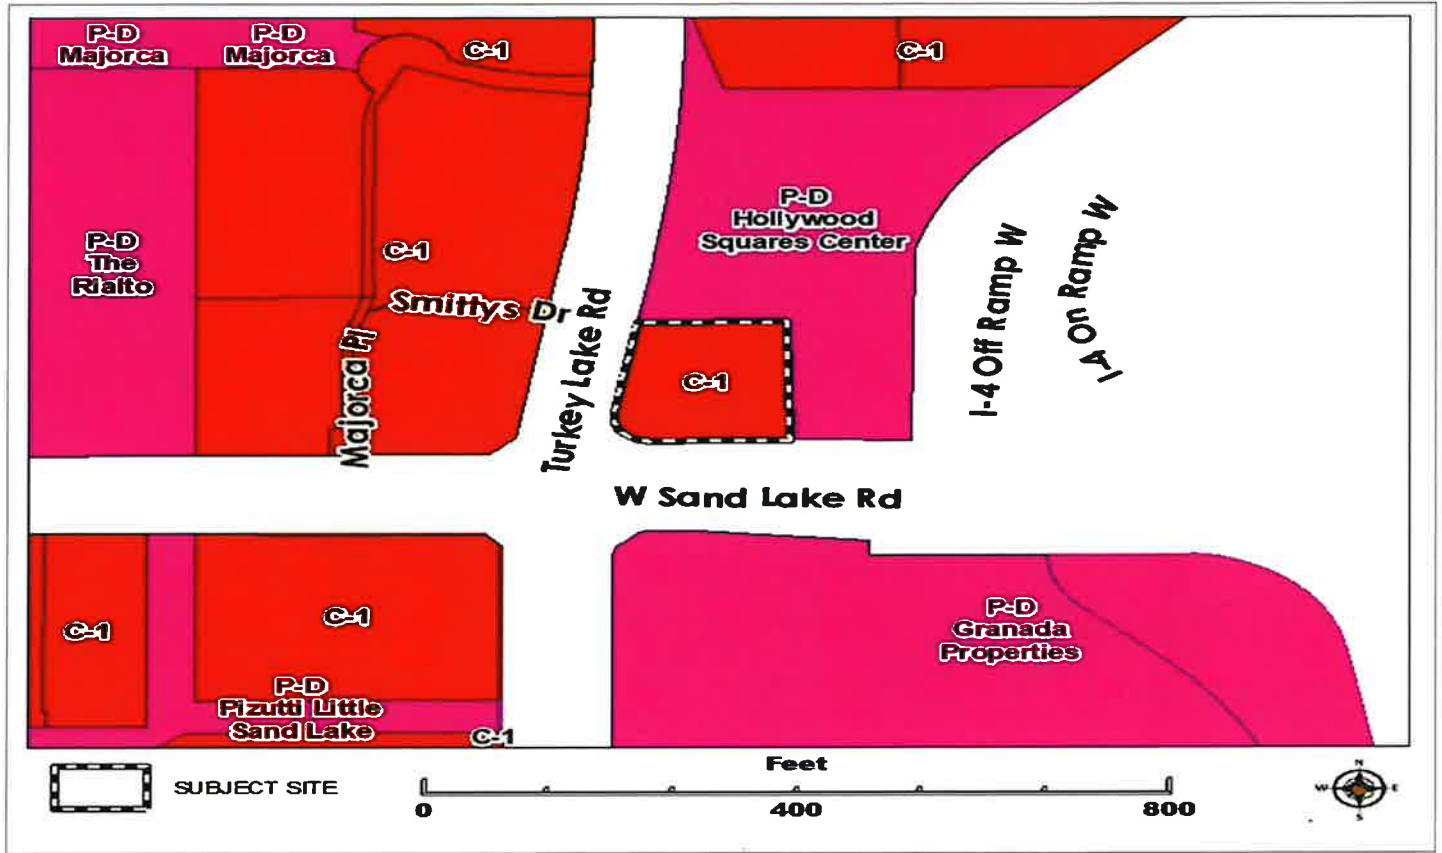 P-D
Majorca
P-D
Majorca
C-1
C-1
P-D
Hollywood
Squares Center
P-D
The
Rialto
C-1
Smittys Dr
Turkey Lake Rd
Majorca Pl
C-1
I-4 Off Ramp W
I-4 On Ramp W
W Sand Lake Rd
C-1
C-1
P-D
Granada
Properties
P-D
Pizutti Little
Sand Lake
C-1
SUBJECT SITE
Feet
0 400 800
N
W E
S